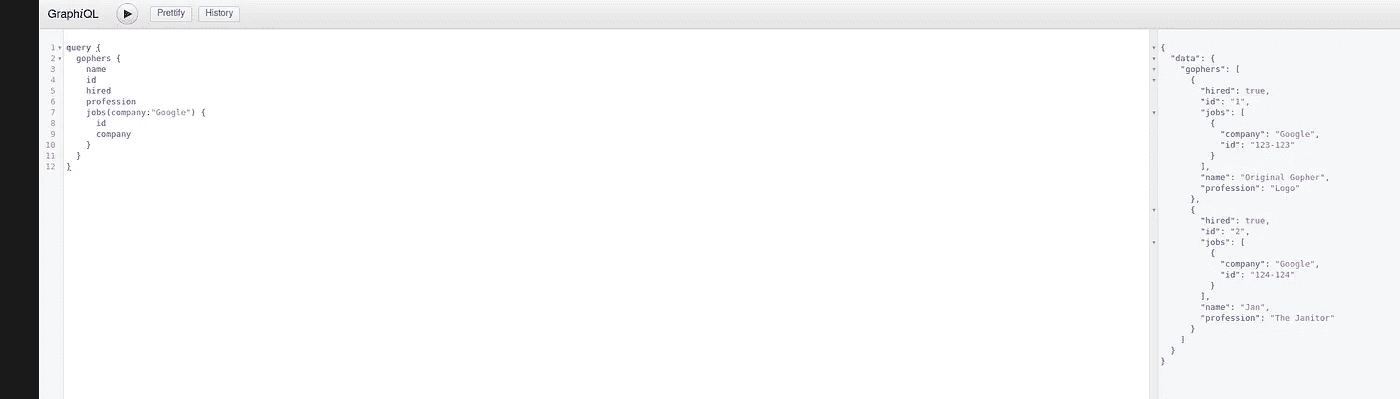 GraphiQL
Prettify
History
1 query {
2 gophers {
3 name
4 id
5 hired
6 profession
7 jobs(company:"Google") {
8 id
9 company
10 }
11 }
12 }
{
"data": {
"gophers": [
{
"hired": true,
"id": "1",
"jobs": [
{
"company": "Google",
"id": "123-123"
}
],
"name": "Original Gopher",
"profession": "Logo"
},
{
"hired": true,
"id": "2",
"jobs": [
{
"company": "Google",
"id": "124-124"
}
],
"name": "Jan",
"profession": "The Janitor"
}
]
}
}